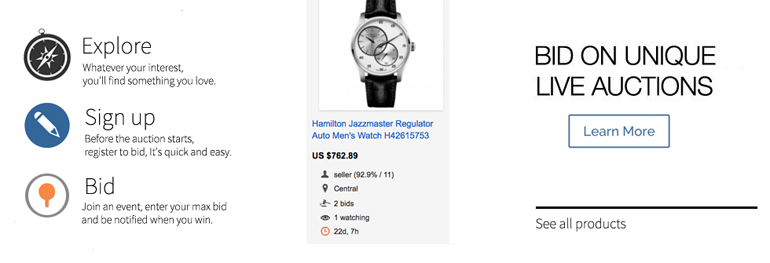 Explore
Whatever your interest,
you'll find something you love.
Sign up
Before the auction starts,
register to bid, It's quick and easy.
Bid
Join an event, enter your max bid
and be notified when you win.
Hamilton Jazzmaster Regulator
Auto Men's Watch H42615753
US $762.89
seller (92.9% / 11)
Central
2 bids
1 watching
22d, 7h
BID ON UNIQUE
LIVE AUCTIONS
Learn More
See all products